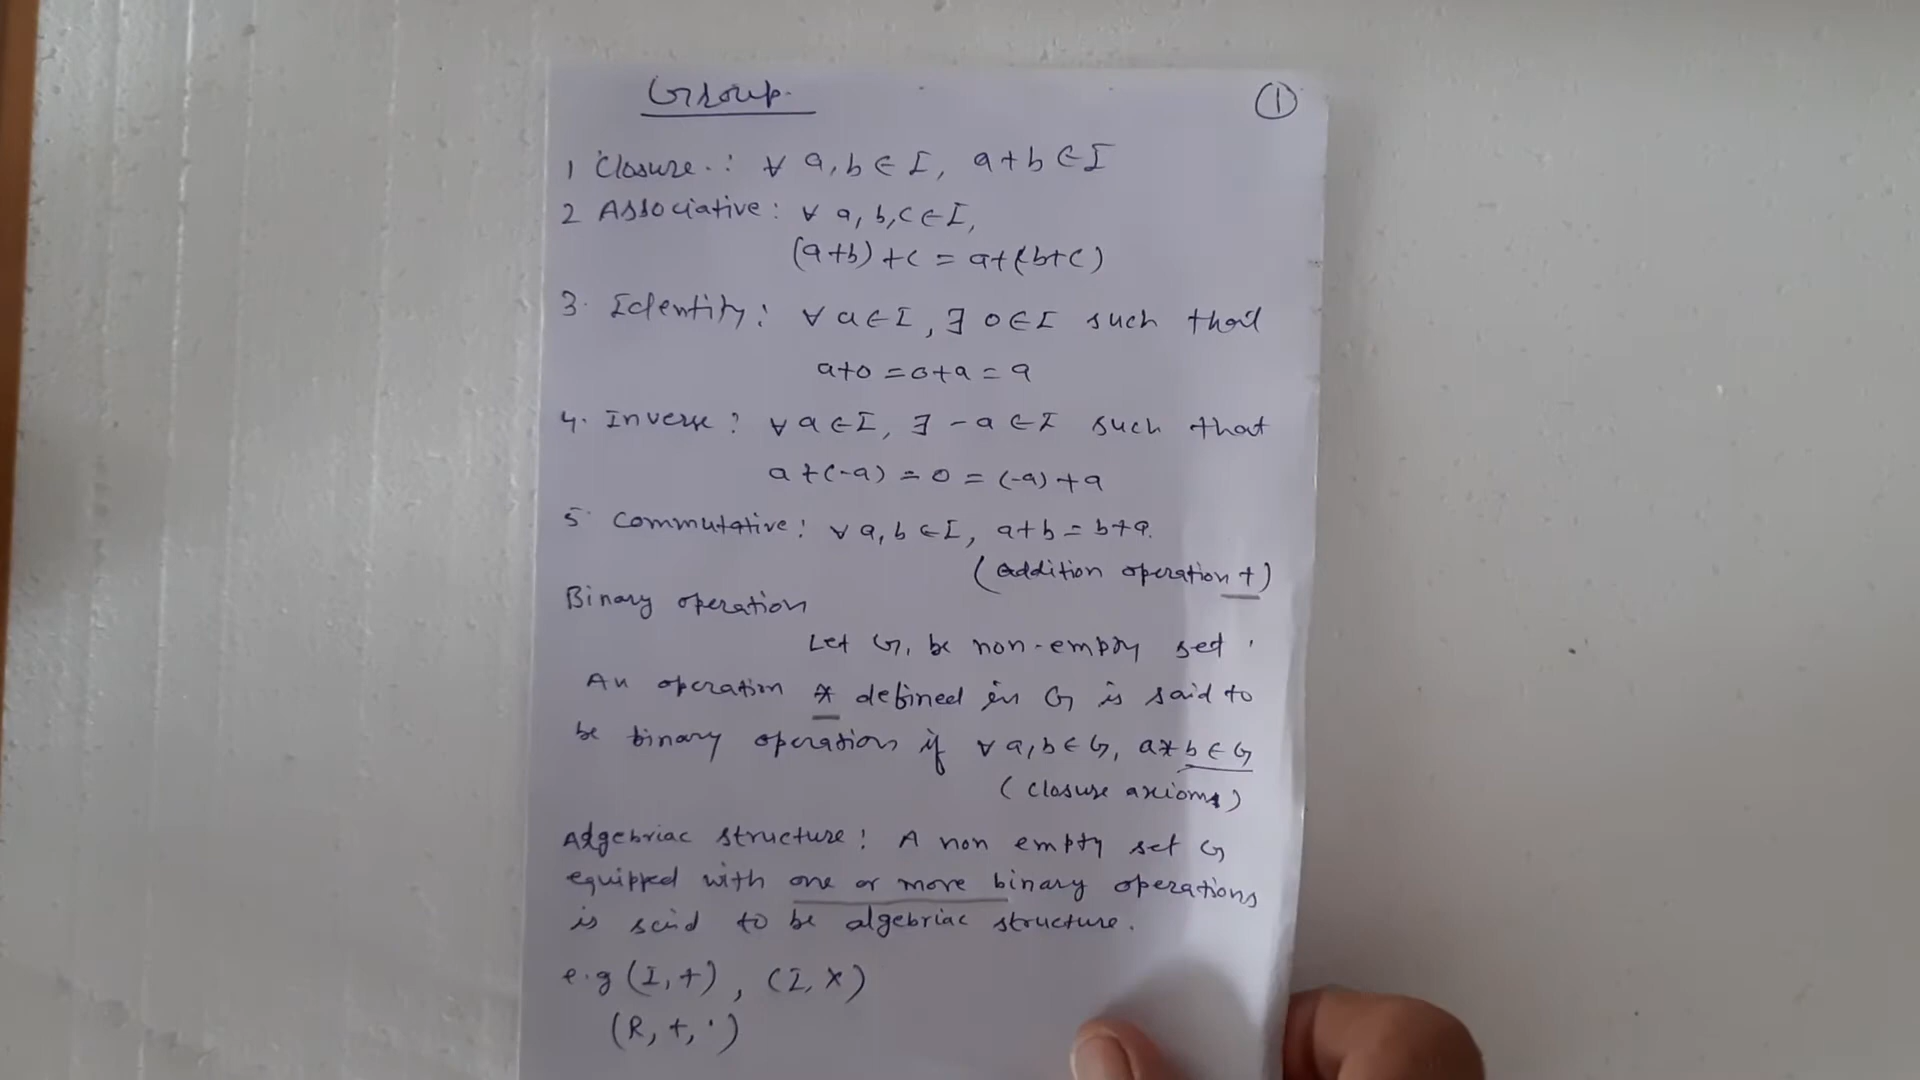 Group.
①
1 Closure.: ∀ a, b ∈ I, a+b ∈ I
2 Associative: ∀ a, b, c ∈ I,
(a+b)+c = a+(b+c)
3. Identity: ∀ a ∈ I, ∃ 0 ∈ I such that
a+0 = 0+a = a
4. Inverse: ∀ a ∈ I, ∃ -a ∈ I such that
a+(-a) = 0 = (-a)+a
5. Commutative: ∀ a, b ∈ I, a+b = b+a.
(addition operation +)
Binary operation
Let G, be non-empty set.
An operation * defined in G is said to
be binary operation if ∀ a, b ∈ G, a*b ∈ G
(closure axioms)
Algebriac structure: A non empty set G
equipped with one or more binary operations
is said to be algebriac structure.
e.g (I, +), (I, ×)
(R, +, ·)